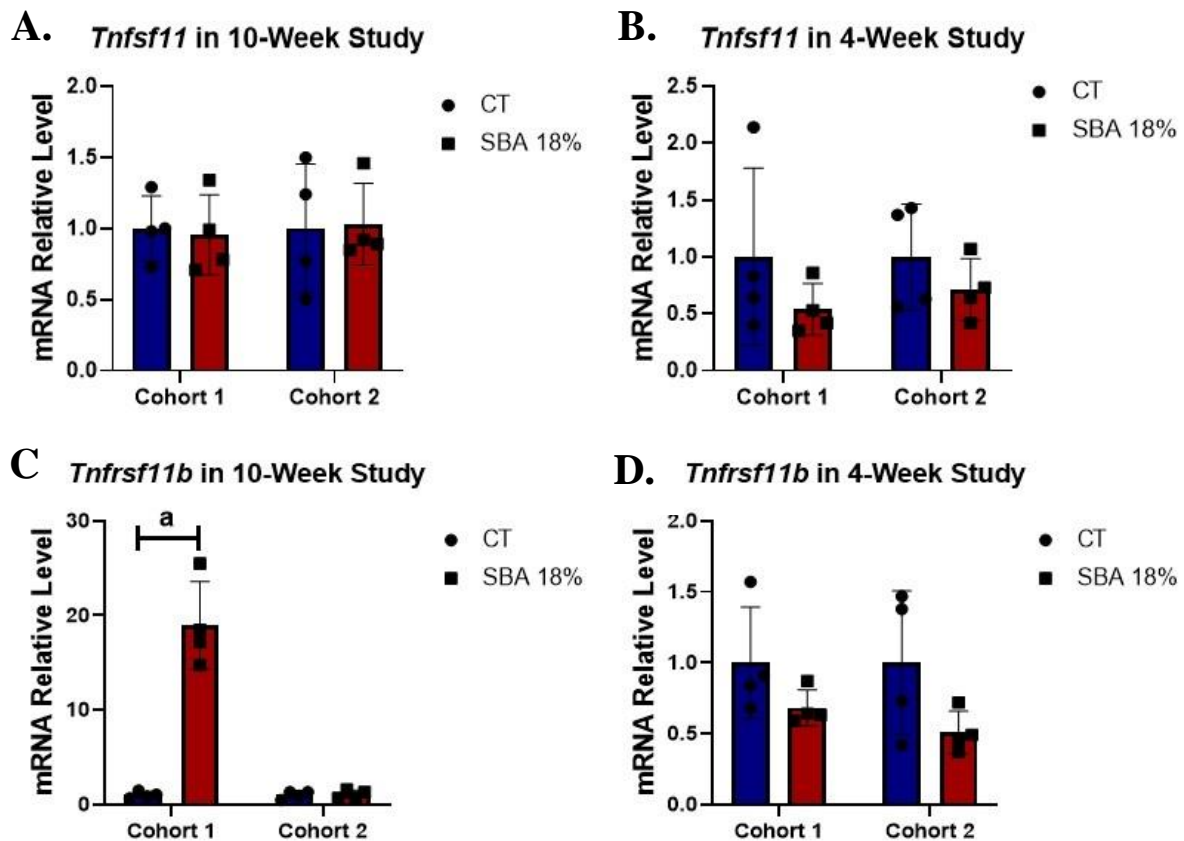 A.
Tnfsf11 in 10-Week Study
mRNA Relative Level
2.0
1.5
1.0
0.5
0.0
Cohort 1
Cohort 2
CT
SBA 18%
B.
Tnfsf11 in 4-Week Study
mRNA Relative Level
2.5
2.0
1.5
1.0
0.5
0.0
Cohort 1
Cohort 2
CT
SBA 18%
C
Tnfrsf11b in 10-Week Study
mRNA Relative Level
30
20
10
0
a
Cohort 1
Cohort 2
CT
SBA 18%
D.
Tnfrsf11b in 4-Week Study
mRNA Relative Level
2.0
1.5
1.0
0.5
0.0
Cohort 1
Cohort 2
CT
SBA 18%